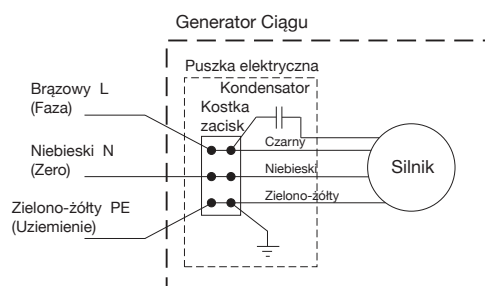 Generator Ciągu
Puszka elektryczna
Kondensator
Kostka
zacisk
Brązowy L
(Faza)
Niebieski N
(Zero)
Zielono-żółty PE
(Uziemienie)
Czarny
Niebieski
Zielono-żółty
Silnik